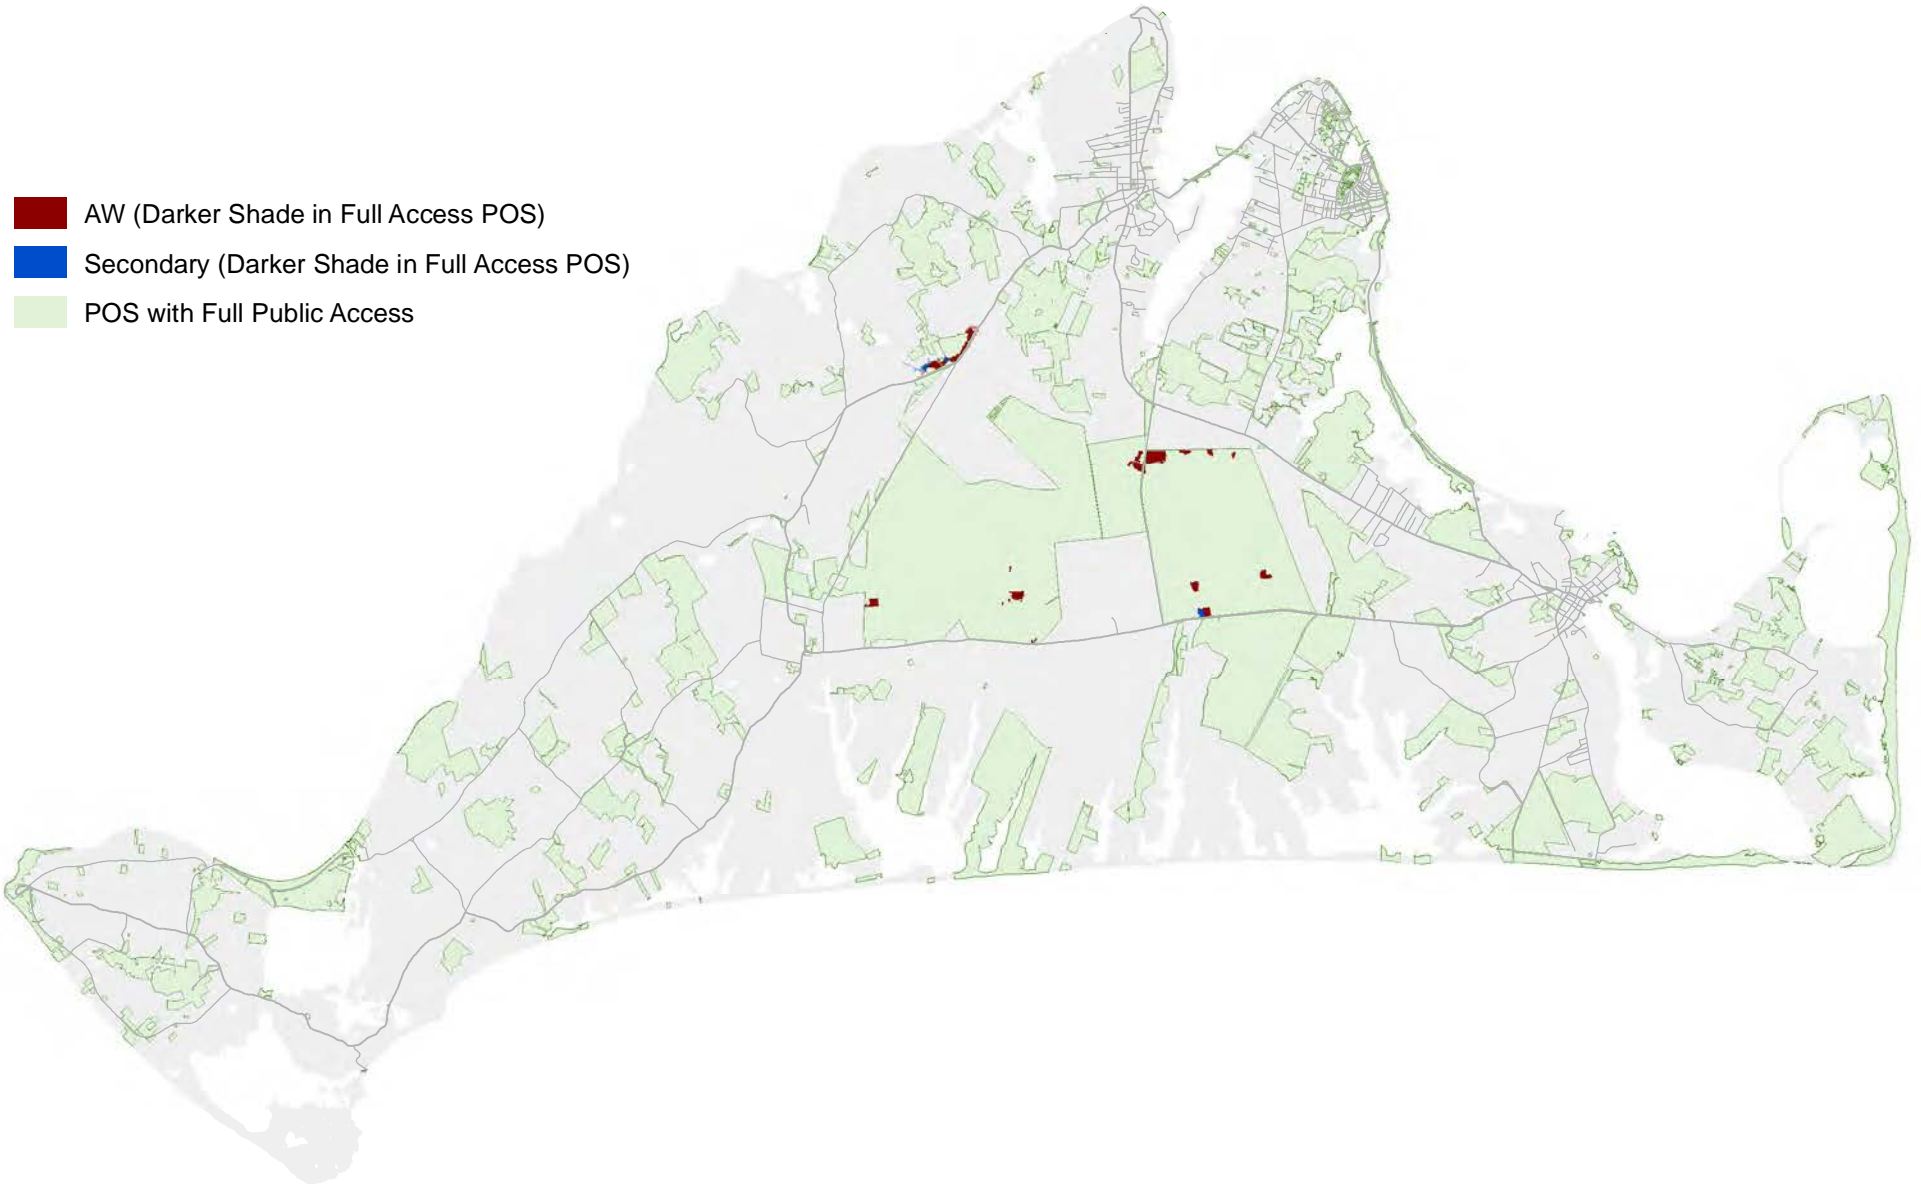 AW (Darker Shade in Full Access POS)
Secondary (Darker Shade in Full Access POS)
POS with Full Public Access